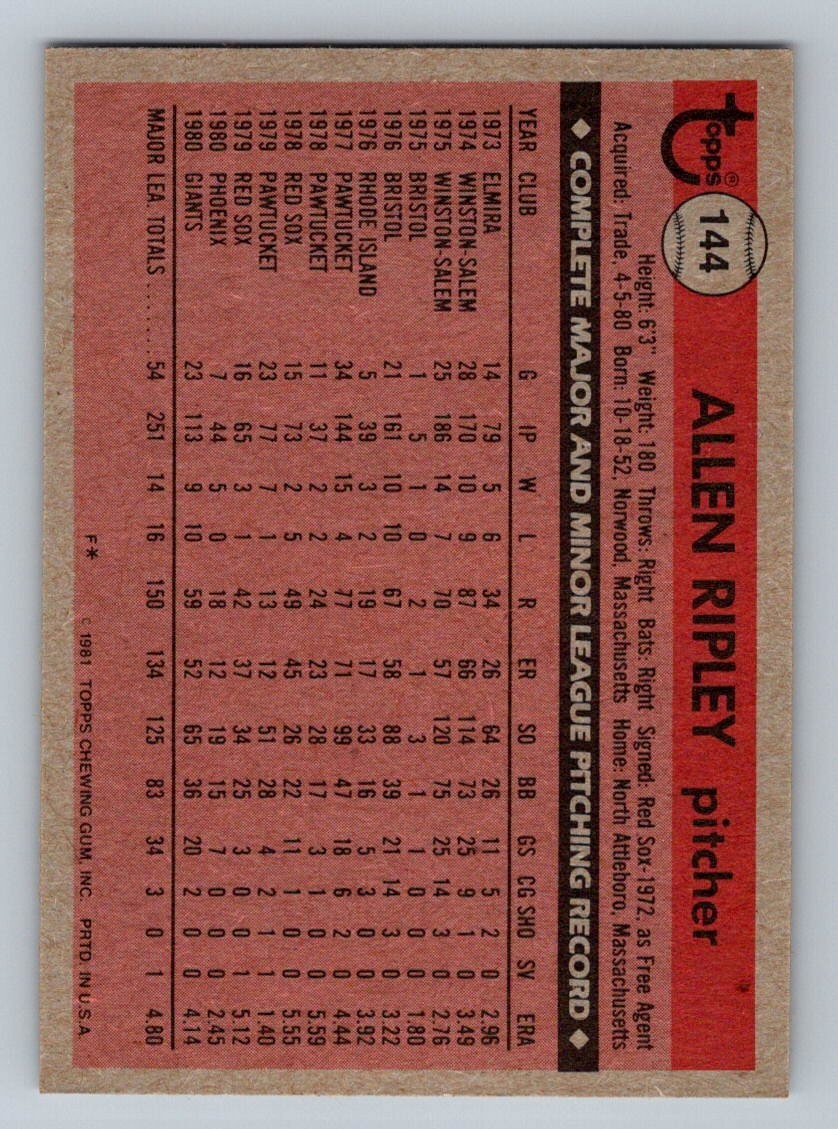 Topps®
144
ALLEN RIPLEY pitcher
Height: 6'3" Weight: 180 Throws: Right Bats: Right Signed: Red Sox-1972, as Free Agent
Acquired: Trade, 4-5-80 Born: 10-18-52, Norwood, Massachusetts Home: North Attleboro, Massachusetts
◆ COMPLETE MAJOR AND MINOR LEAGUE PITCHING RECORD ◆
YEAR CLUB G IP W L R ER SO BB GS CG SHO SV ERA
1973 ELMIRA 14 79 5 6 34 26 64 26 11 5 2 0 2.96
1974 WINSTON-SALEM 28 170 10 9 87 66 114 73 25 9 1 0 3.49
1975 WINSTON-SALEM 25 186 14 7 70 57 120 75 25 14 3 0 2.76
1975 BRISTOL 1 5 1 0 2 1 3 1 1 0 0 0 1.80
1976 BRISTOL 21 161 10 10 67 58 88 39 21 14 3 0 3.22
1976 RHODE ISLAND 5 39 3 2 19 17 33 16 5 3 0 0 3.92
1977 PAWTUCKET 34 144 15 4 77 71 99 47 18 6 2 0 4.44
1978 PAWTUCKET 11 37 2 2 24 23 28 17 3 1 0 0 5.59
1978 RED SOX 15 73 2 5 49 45 26 22 11 1 0 0 5.55
1979 PAWTUCKET 23 77 7 1 13 12 51 28 4 2 1 1 1.40
1979 RED SOX 16 65 3 1 42 37 34 25 3 0 0 1 5.12
1980 PHOENIX 7 44 5 0 18 12 19 15 7 0 0 0 2.45
1980 GIANTS 23 113 9 10 59 52 65 36 20 2 0 0 4.14
MAJOR LEA TOTALS ....... 54 251 14 16 150 134 125 83 34 3 0 1 4.80
F* © 1981 TOPPS CHEWING GUM, INC. PRTD. IN U.S.A.